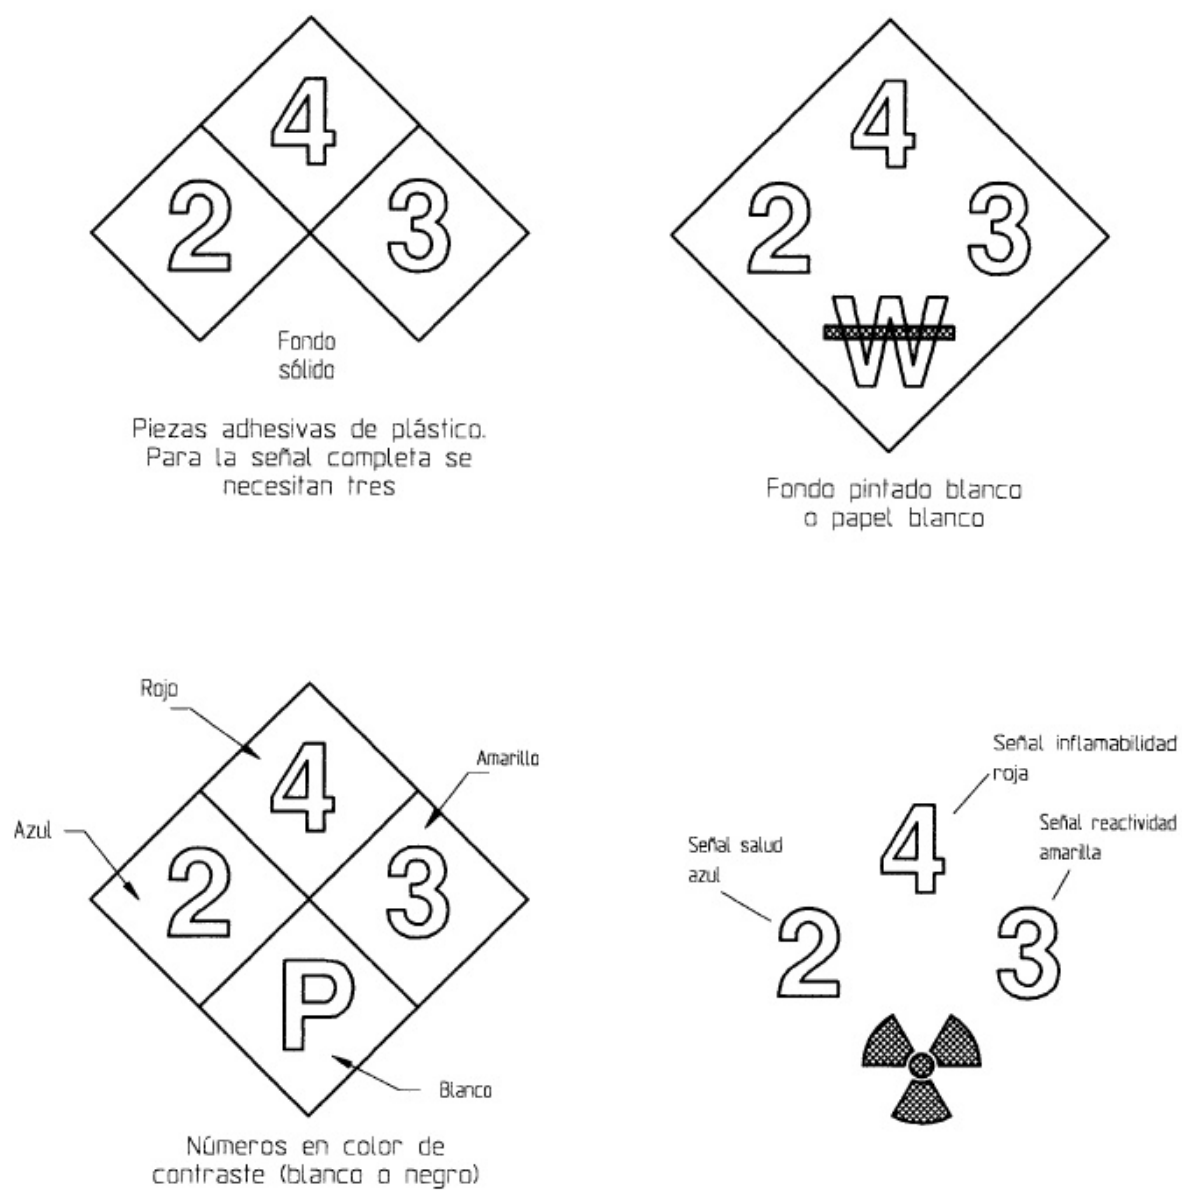 4
2 3
Fondo
sólido
Piezas adhesivas de plástico.
Para la señal completa se
necesitan tres
4
2 3
W
Fondo pintado blanco
o papel blanco
Rojo
Amarillo
Azul
4
2 3
P
Blanco
Números en color de
contraste (blanco o negro)
Señal inflamabilidad
roja
Señal reactividad
amarilla
Señal salud
azul
4
2 3